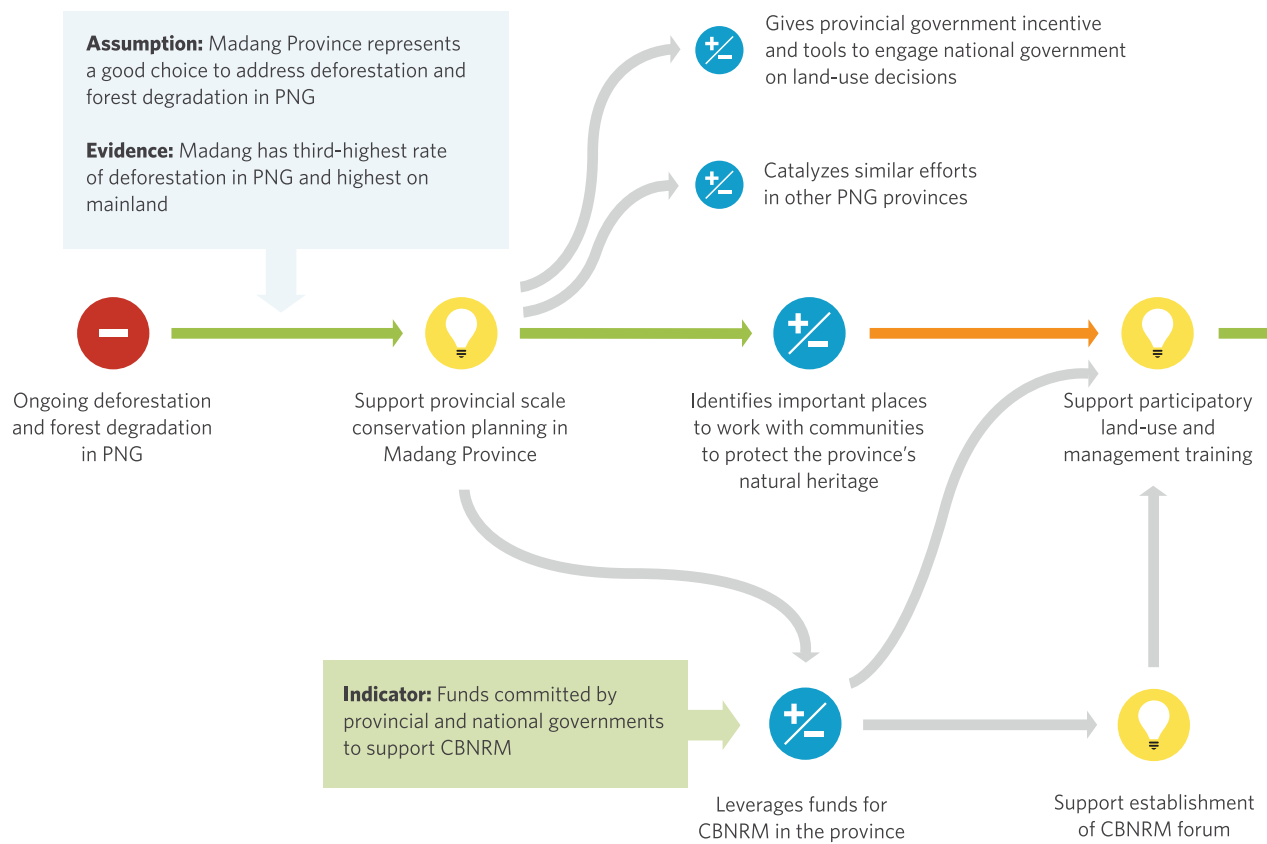 Assumption: Madang Province represents
a good choice to address deforestation and
forest degradation in PNG
Evidence: Madang has third-highest rate
of deforestation in PNG and highest on
mainland
Gives provincial government incentive
and tools to engage national government
on land-use decisions
Catalyzes similar efforts
in other PNG provinces
Ongoing deforestation
and forest degradation
in PNG
Support provincial scale
conservation planning in
Madang Province
Identifies important places
to work with communities
to protect the province's
natural heritage
Support participatory
land-use and
management training
Indicator: Funds committed by
provincial and national governments
to support CBNRM
Leverages funds for
CBNRM in the province
Support establishment
of CBNRM forum